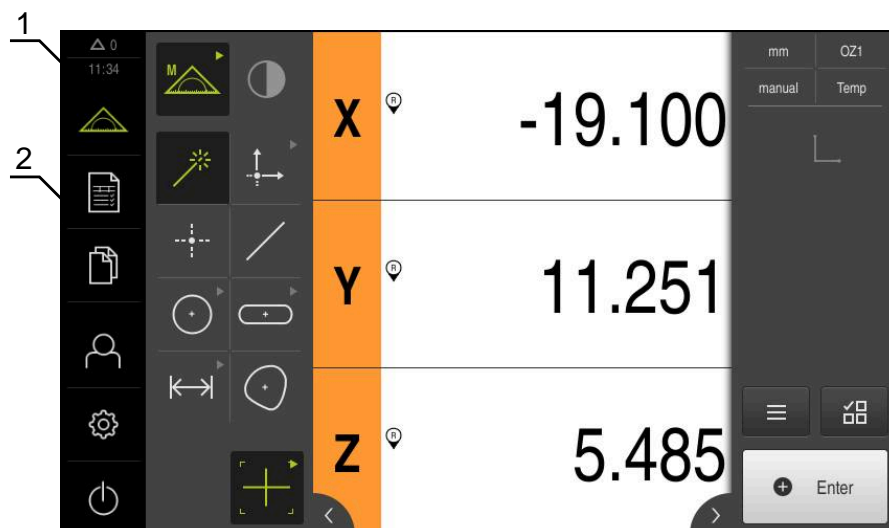 1
2
0
11:34
M
X
R
-19.100
Y
R
11.251
Z
R
5.485
mm
OZ1
manual
Temp
Enter